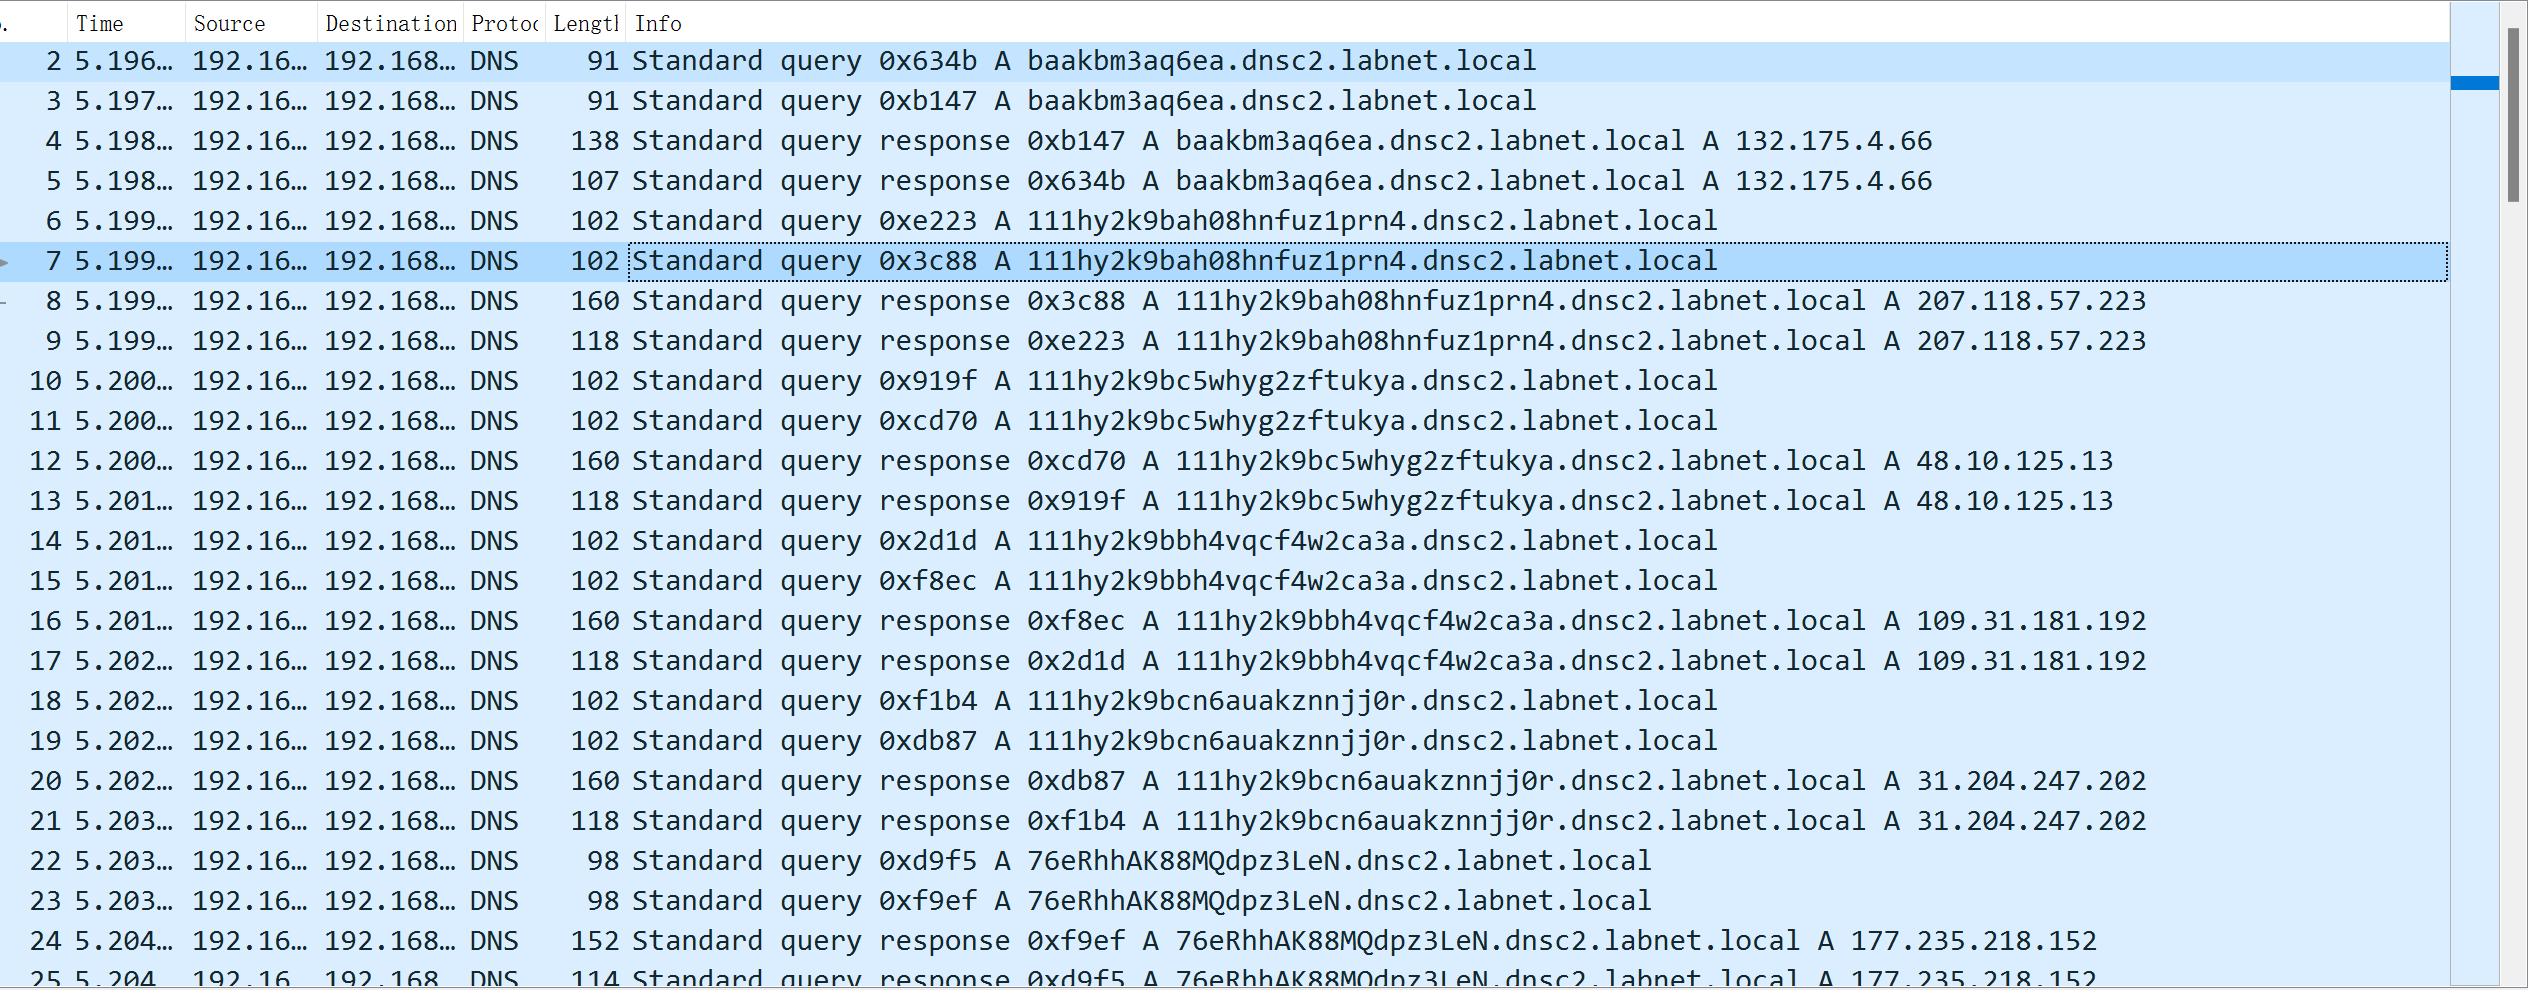 . Time Source Destination Protoc Length Info
2 5.196… 192.16… 192.168… DNS 91 Standard query 0x634b A baakbm3aq6ea.dnsc2.labnet.local
3 5.197… 192.16… 192.168… DNS 91 Standard query 0xb147 A baakbm3aq6ea.dnsc2.labnet.local
4 5.198… 192.16… 192.168… DNS 138 Standard query response 0xb147 A baakbm3aq6ea.dnsc2.labnet.local A 132.175.4.66
5 5.198… 192.16… 192.168… DNS 107 Standard query response 0x634b A baakbm3aq6ea.dnsc2.labnet.local A 132.175.4.66
6 5.199… 192.16… 192.168… DNS 102 Standard query 0xe223 A 111hy2k9bah08hnfuz1prn4.dnsc2.labnet.local
7 5.199… 192.16… 192.168… DNS 102 Standard query 0x3c88 A 111hy2k9bah08hnfuz1prn4.dnsc2.labnet.local
8 5.199… 192.16… 192.168… DNS 160 Standard query response 0x3c88 A 111hy2k9bah08hnfuz1prn4.dnsc2.labnet.local A 207.118.57.223
9 5.199… 192.16… 192.168… DNS 118 Standard query response 0xe223 A 111hy2k9bah08hnfuz1prn4.dnsc2.labnet.local A 207.118.57.223
10 5.200… 192.16… 192.168… DNS 102 Standard query 0x919f A 111hy2k9bc5whyg2zftukya.dnsc2.labnet.local
11 5.200… 192.16… 192.168… DNS 102 Standard query 0xcd70 A 111hy2k9bc5whyg2zftukya.dnsc2.labnet.local
12 5.200… 192.16… 192.168… DNS 160 Standard query response 0xcd70 A 111hy2k9bc5whyg2zftukya.dnsc2.labnet.local A 48.10.125.13
13 5.201… 192.16… 192.168… DNS 118 Standard query response 0x919f A 111hy2k9bc5whyg2zftukya.dnsc2.labnet.local A 48.10.125.13
14 5.201… 192.16… 192.168… DNS 102 Standard query 0x2d1d A 111hy2k9bbh4vqcf4w2ca3a.dnsc2.labnet.local
15 5.201… 192.16… 192.168… DNS 102 Standard query 0xf8ec A 111hy2k9bbh4vqcf4w2ca3a.dnsc2.labnet.local
16 5.201… 192.16… 192.168… DNS 160 Standard query response 0xf8ec A 111hy2k9bbh4vqcf4w2ca3a.dnsc2.labnet.local A 109.31.181.192
17 5.202… 192.16… 192.168… DNS 118 Standard query response 0x2d1d A 111hy2k9bbh4vqcf4w2ca3a.dnsc2.labnet.local A 109.31.181.192
18 5.202… 192.16… 192.168… DNS 102 Standard query 0xf1b4 A 111hy2k9bcn6auakznnjj0r.dnsc2.labnet.local
19 5.202… 192.16… 192.168… DNS 102 Standard query 0xdb87 A 111hy2k9bcn6auakznnjj0r.dnsc2.labnet.local
20 5.202… 192.16… 192.168… DNS 160 Standard query response 0xdb87 A 111hy2k9bcn6auakznnjj0r.dnsc2.labnet.local A 31.204.247.202
21 5.203… 192.16… 192.168… DNS 118 Standard query response 0xf1b4 A 111hy2k9bcn6auakznnjj0r.dnsc2.labnet.local A 31.204.247.202
22 5.203… 192.16… 192.168… DNS 98 Standard query 0xd9f5 A 76eRhhAK88MQdpz3LeN.dnsc2.labnet.local
23 5.203… 192.16… 192.168… DNS 98 Standard query 0xf9ef A 76eRhhAK88MQdpz3LeN.dnsc2.labnet.local
24 5.204… 192.16… 192.168… DNS 152 Standard query response 0xf9ef A 76eRhhAK88MQdpz3LeN.dnsc2.labnet.local A 177.235.218.152
25 5.204 192.16 192.168 DNS 114 Standard query response 0xd9f5 A 76eRhhAK88MQdpz3LeN.dnsc2.labnet.local A 177.235.218.152